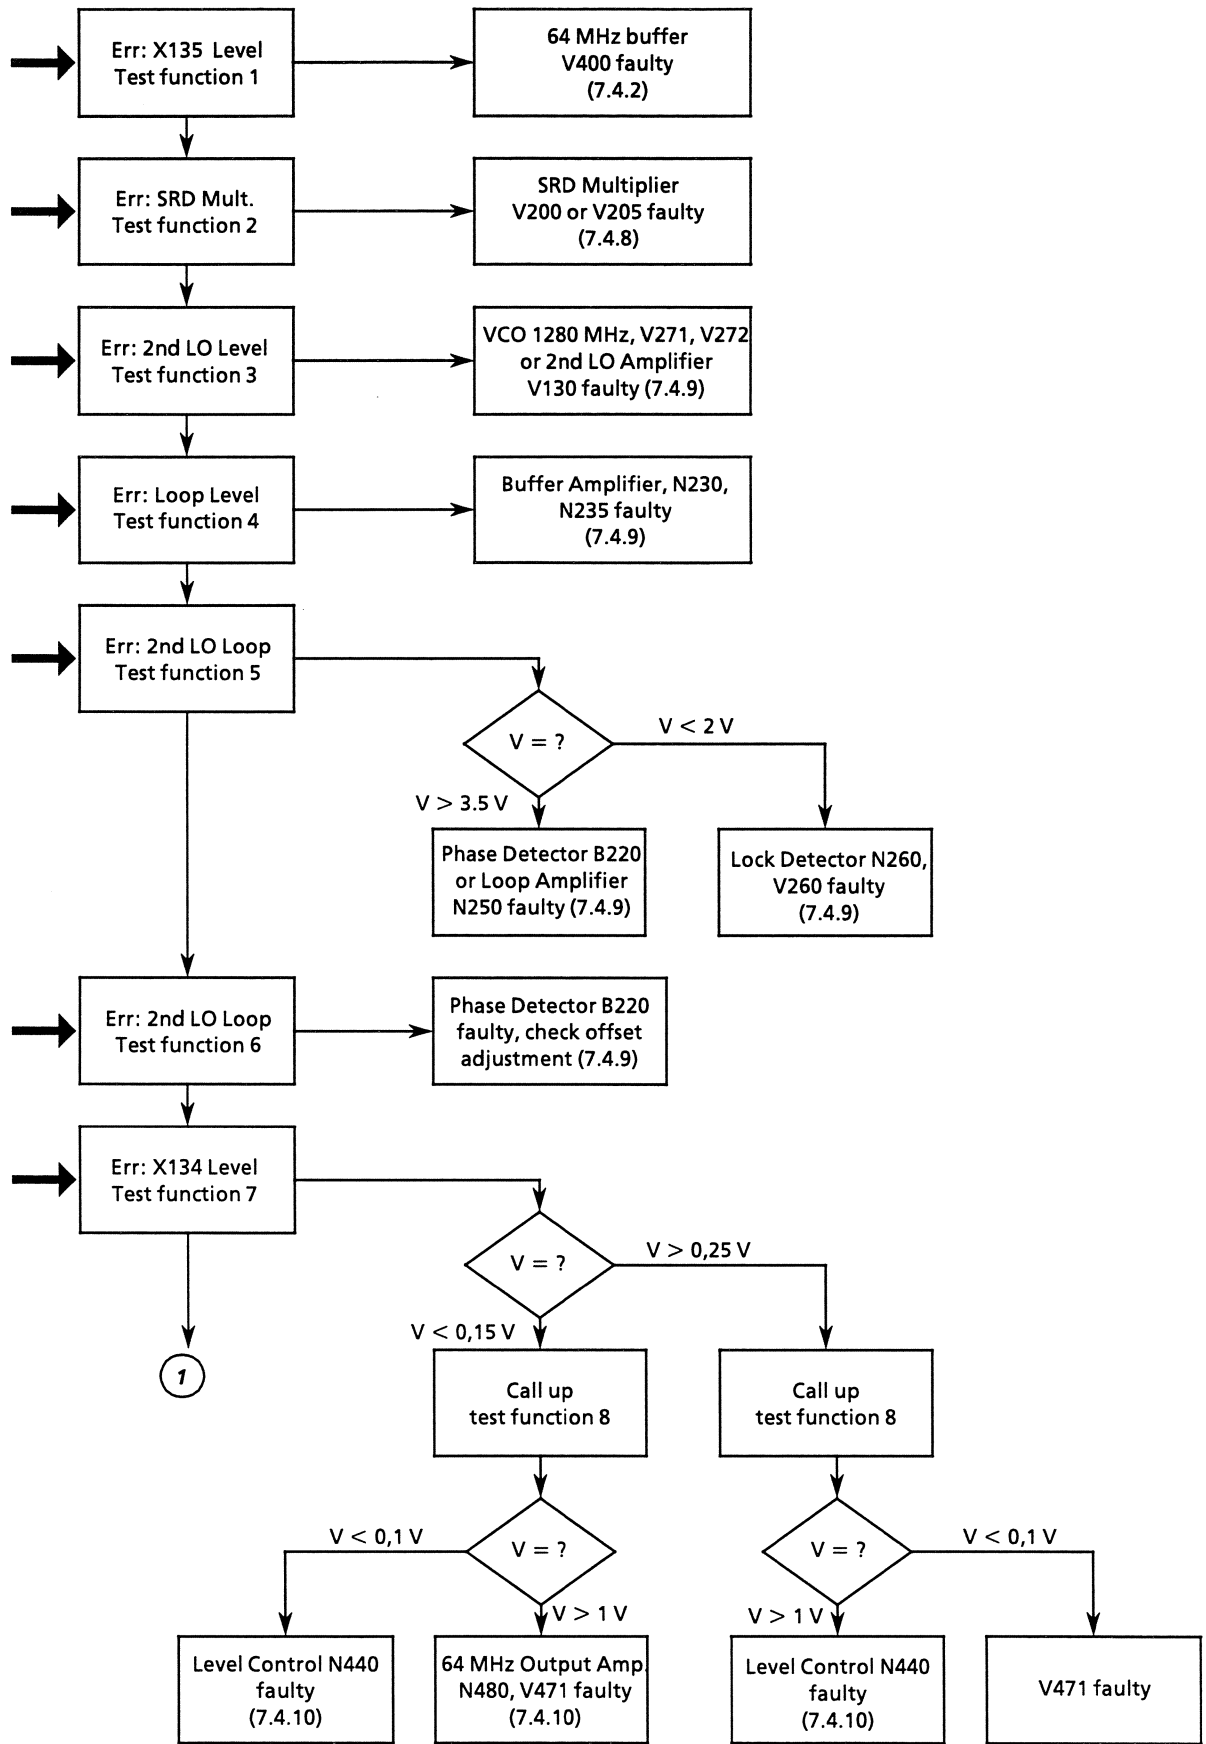 Err: X135 Level
Test function 1
64 MHz buffer
V400 faulty
(7.4.2)
Err: SRD Mult.
Test function 2
SRD Multiplier
V200 or V205 faulty
(7.4.8)
Err: 2nd LO Level
Test function 3
VCO 1280 MHz, V271, V272
or 2nd LO Amplifier
V130 faulty (7.4.9)
Err: Loop Level
Test function 4
Buffer Amplifier, N230,
N235 faulty
(7.4.9)
Err: 2nd LO Loop
Test function 5
V = ?
V < 2 V
V > 3.5 V
Phase Detector B220
or Loop Amplifier
N250 faulty (7.4.9)
Lock Detector N260,
V260 faulty
(7.4.9)
Err: 2nd LO Loop
Test function 6
Phase Detector B220
faulty, check offset
adjustment (7.4.9)
Err: X134 Level
Test function 7
V = ?
V > 0,25 V
V < 0,15 V
1
Call up
test function 8
Call up
test function 8
V < 0,1 V
V = ?
V > 1 V
V = ?
V < 0,1 V
V > 1 V
Level Control N440
faulty
(7.4.10)
64 MHz Output Amp.
N480, V471 faulty
(7.4.10)
Level Control N440
faulty
(7.4.10)
V471 faulty